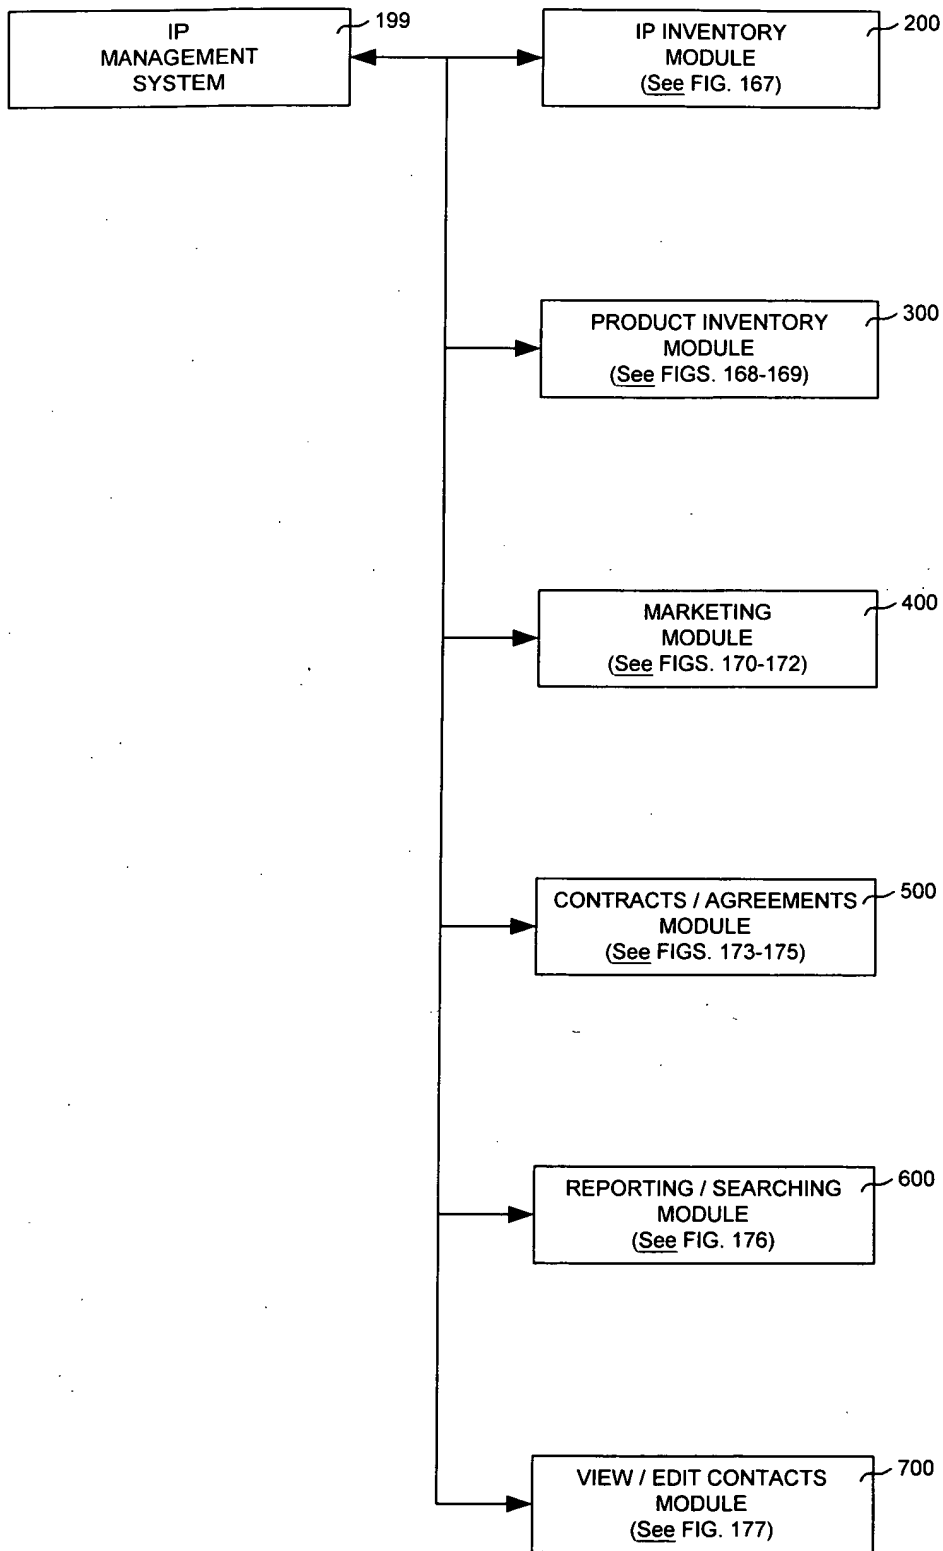 IP
MANAGEMENT
SYSTEM
199
IP INVENTORY
MODULE
(See FIG. 167)
200
PRODUCT INVENTORY
MODULE
(See FIGS. 168-169)
300
MARKETING
MODULE
(See FIGS. 170-172)
400
CONTRACTS / AGREEMENTS
MODULE
(See FIGS. 173-175)
500
REPORTING / SEARCHING
MODULE
(See FIG. 176)
600
VIEW / EDIT CONTACTS
MODULE
(See FIG. 177)
700